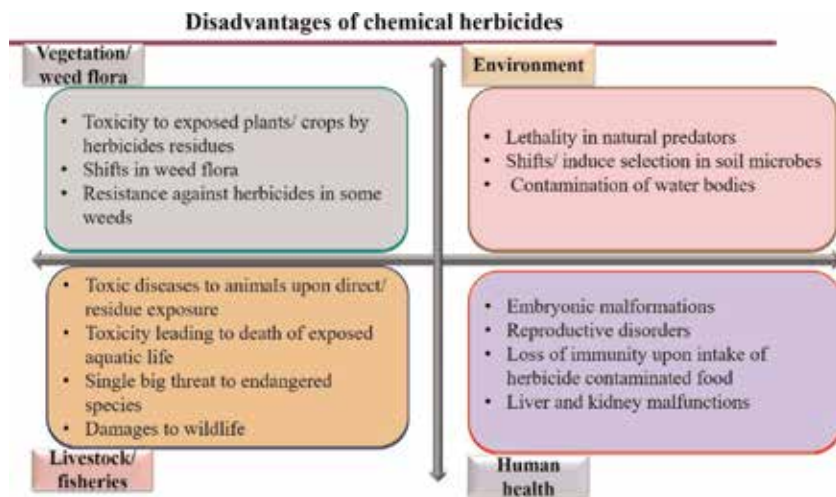 Disadvantages of chemical herbicides
Vegetation/
weed flora
• Toxicity to exposed plants/ crops by
herbicides residues
• Shifts in weed flora
• Resistance against herbicides in some
weeds
Environment
• Lethality in natural predators
• Shifts/ induce selection in soil microbes
• Contamination of water bodies
• Toxic diseases to animals upon direct/
residue exposure
• Toxicity leading to death of exposed
aquatic life
• Single big threat to endangered
species
• Damages to wildlife
Livestock/
fisheries
• Embryonic malformations
• Reproductive disorders
• Loss of immunity upon intake of
herbicide contaminated food
• Liver and kidney malfunctions
Human
health